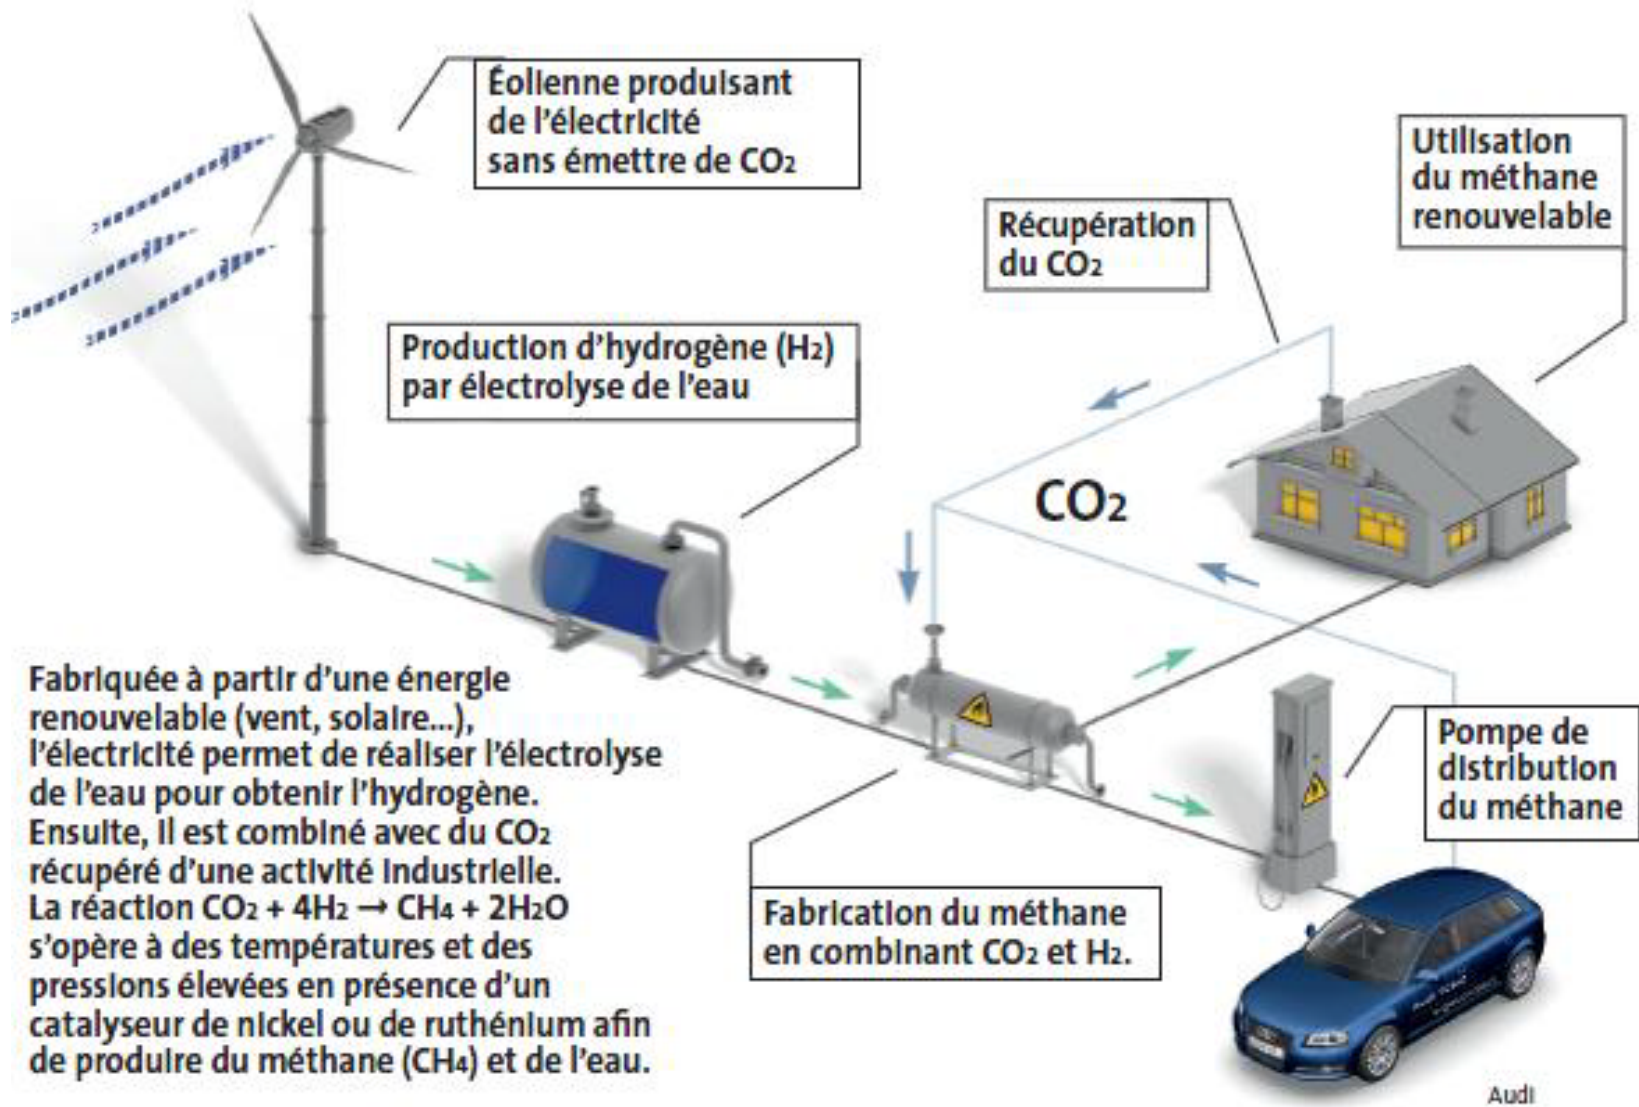 Éolienne produisant
de l'électricité
sans émettre de CO2
Utilisation
du méthane
renouvelable
Récupération
du CO2
Production d'hydrogène (H2)
par électrolyse de l'eau
CO2
Fabriquée à partir d'une énergie
renouvelable (vent, solaire...),
l'électricité permet de réaliser l'électrolyse
de l'eau pour obtenir l'hydrogène.
Ensuite, il est combiné avec du CO2
récupéré d'une activité industrielle.
La réaction CO2 + 4H2 → CH4 + 2H2O
s'opère à des températures et des
pressions élevées en présence d'un
catalyseur de nickel ou de ruthénium afin
de produire du méthane (CH4) et de l'eau.
Pompe de
distribution
du méthane
Fabrication du méthane
en combinant CO2 et H2.
Audi